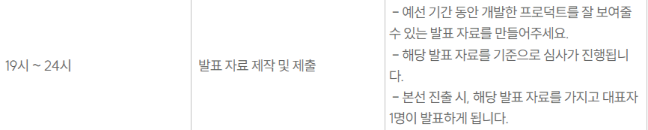 19시 ~ 24시
발표 자료 제작 및 제출
- 예선 기간 동안 개발한 프로덕트를 잘 보여줄
수 있는 발표 자료를 만들어주세요.
- 해당 발표 자료를 기준으로 심사가 진행됩니
다.
- 본선 진출 시, 해당 발표 자료를 가지고 대표자
1명이 발표하게 됩니다.